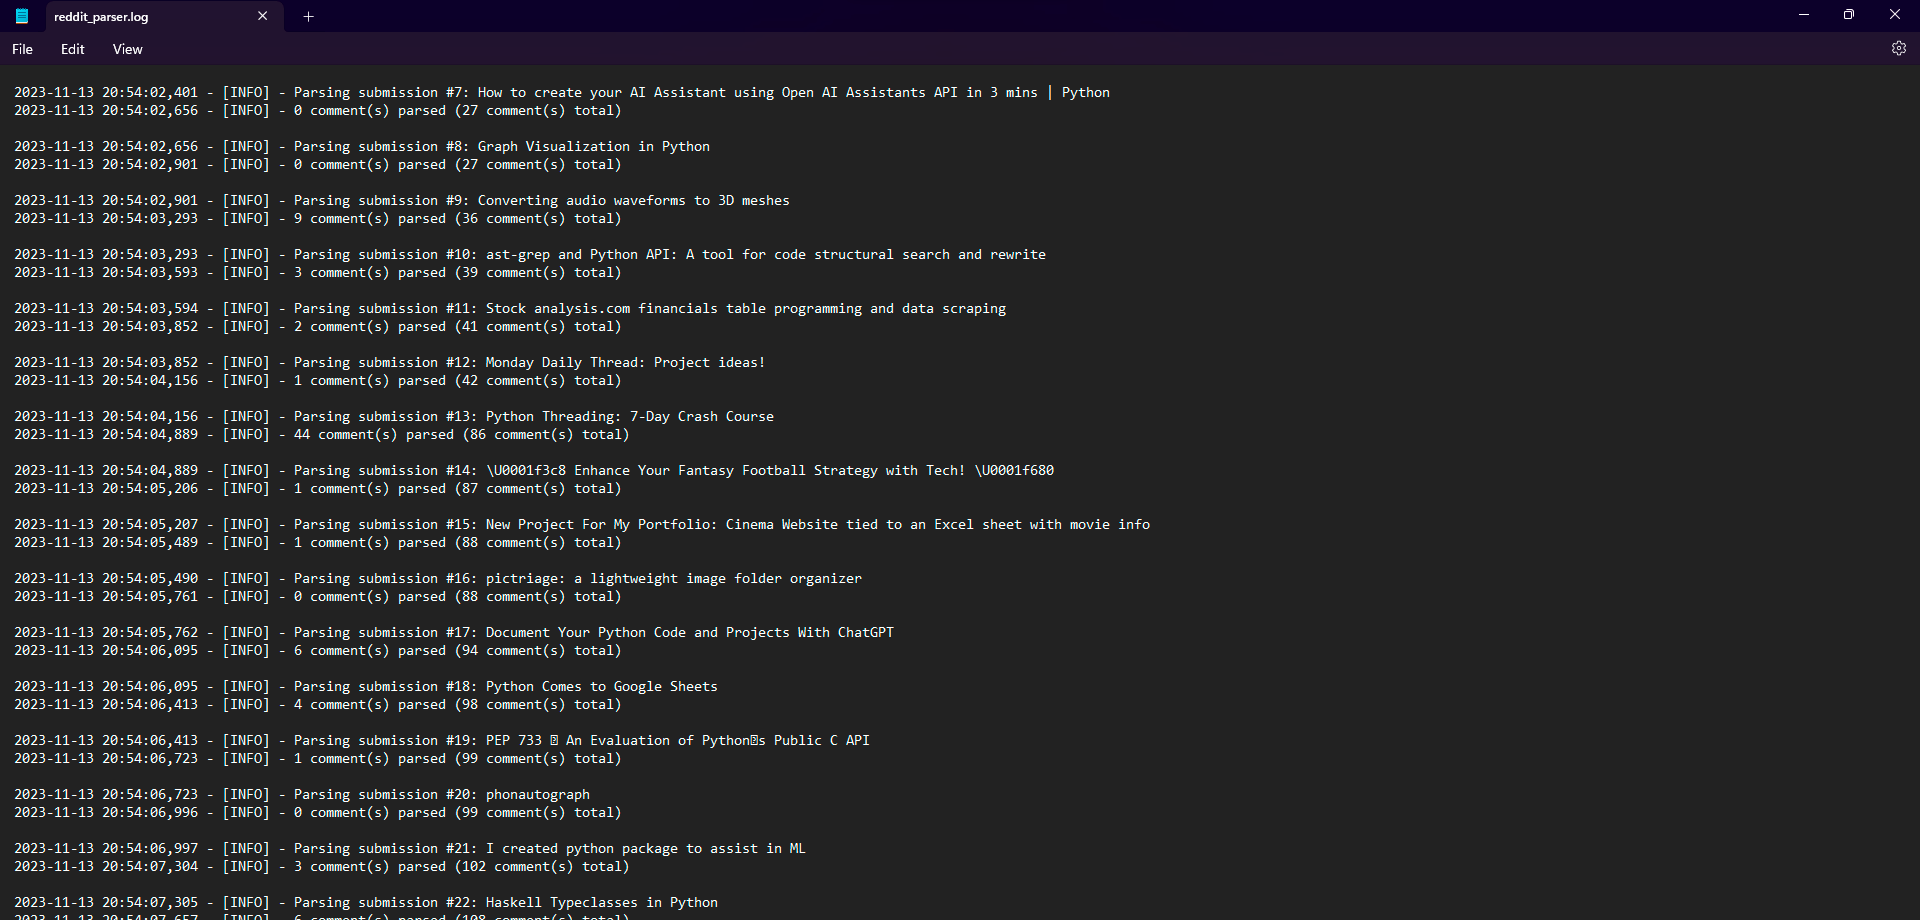 reddit_parser.log
File Edit View
2023-11-13 20:54:02,401 - [INFO] - Parsing submission #7: How to create your AI Assistant using Open AI Assistants API in 3 mins | Python
2023-11-13 20:54:02,656 - [INFO] - 0 comment(s) parsed (27 comment(s) total)
2023-11-13 20:54:02,656 - [INFO] - Parsing submission #8: Graph Visualization in Python
2023-11-13 20:54:02,901 - [INFO] - 0 comment(s) parsed (27 comment(s) total)
2023-11-13 20:54:02,901 - [INFO] - Parsing submission #9: Converting audio waveforms to 3D meshes
2023-11-13 20:54:03,293 - [INFO] - 9 comment(s) parsed (36 comment(s) total)
2023-11-13 20:54:03,293 - [INFO] - Parsing submission #10: ast-grep and Python API: A tool for code structural search and rewrite
2023-11-13 20:54:03,593 - [INFO] - 3 comment(s) parsed (39 comment(s) total)
2023-11-13 20:54:03,594 - [INFO] - Parsing submission #11: Stock analysis.com financials table programming and data scraping
2023-11-13 20:54:03,852 - [INFO] - 2 comment(s) parsed (41 comment(s) total)
2023-11-13 20:54:03,852 - [INFO] - Parsing submission #12: Monday Daily Thread: Project ideas!
2023-11-13 20:54:04,156 - [INFO] - 1 comment(s) parsed (42 comment(s) total)
2023-11-13 20:54:04,156 - [INFO] - Parsing submission #13: Python Threading: 7-Day Crash Course
2023-11-13 20:54:04,889 - [INFO] - 44 comment(s) parsed (86 comment(s) total)
2023-11-13 20:54:04,889 - [INFO] - Parsing submission #14: \U0001f3c8 Enhance Your Fantasy Football Strategy with Tech! \U0001f680
2023-11-13 20:54:05,206 - [INFO] - 1 comment(s) parsed (87 comment(s) total)
2023-11-13 20:54:05,207 - [INFO] - Parsing submission #15: New Project For My Portfolio: Cinema Website tied to an Excel sheet with movie info
2023-11-13 20:54:05,489 - [INFO] - 1 comment(s) parsed (88 comment(s) total)
2023-11-13 20:54:05,490 - [INFO] - Parsing submission #16: pictriage: a lightweight image folder organizer
2023-11-13 20:54:05,761 - [INFO] - 0 comment(s) parsed (88 comment(s) total)
2023-11-13 20:54:05,762 - [INFO] - Parsing submission #17: Document Your Python Code and Projects With ChatGPT
2023-11-13 20:54:06,095 - [INFO] - 6 comment(s) parsed (94 comment(s) total)
2023-11-13 20:54:06,095 - [INFO] - Parsing submission #18: Python Comes to Google Sheets
2023-11-13 20:54:06,413 - [INFO] - 4 comment(s) parsed (98 comment(s) total)
2023-11-13 20:54:06,413 - [INFO] - Parsing submission #19: PEP 733 � An Evaluation of Python�s Public C API
2023-11-13 20:54:06,723 - [INFO] - 1 comment(s) parsed (99 comment(s) total)
2023-11-13 20:54:06,723 - [INFO] - Parsing submission #20: phonautograph
2023-11-13 20:54:06,996 - [INFO] - 0 comment(s) parsed (99 comment(s) total)
2023-11-13 20:54:06,997 - [INFO] - Parsing submission #21: I created python package to assist in ML
2023-11-13 20:54:07,304 - [INFO] - 3 comment(s) parsed (102 comment(s) total)
2023-11-13 20:54:07,305 - [INFO] - Parsing submission #22: Haskell Typeclasses in Python
2023-11-13 20:54:07,657 - [INFO] - 6 comment(s) parsed (108 comment(s) total)